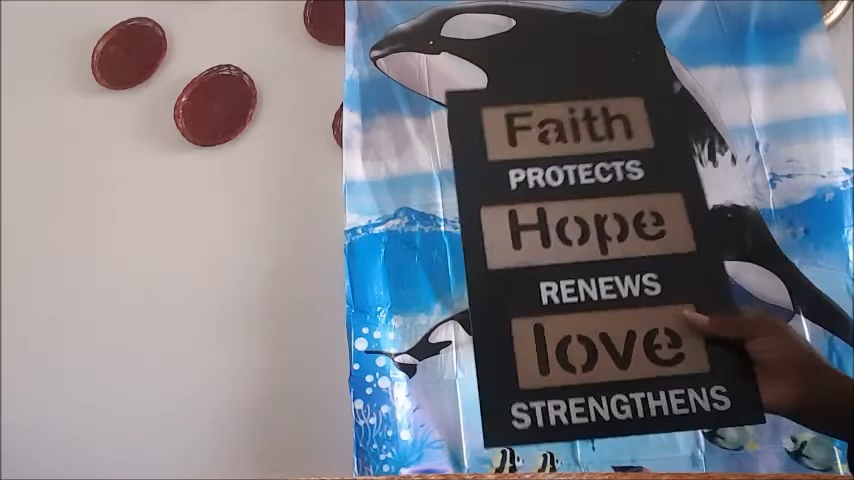 Faith
PROTECTS
Hope
RENEWS
love
STRENGTHENS